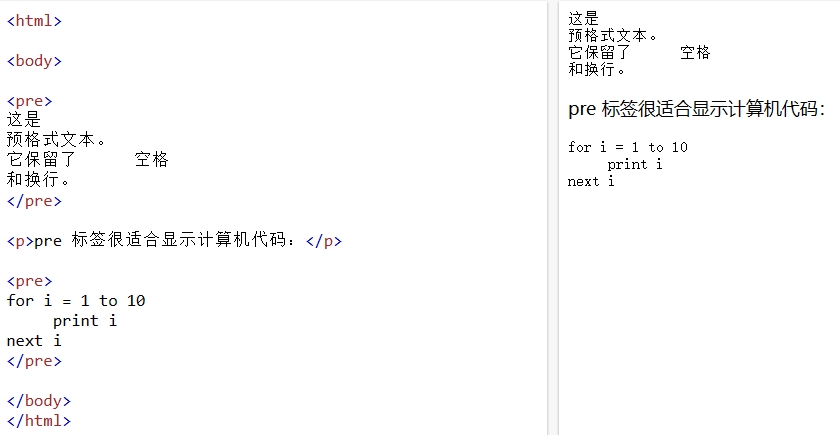 <html>
<body>
<pre>
这是
预格式文本。
它保留了      空格
和换行。
</pre>
<p>pre 标签很适合显示计算机代码：</p>
<pre>
for i = 1 to 10
     print i
next i
</pre>
</body>
</html>
这是
预格式文本。
它保留了      空格
和换行。
pre 标签很适合显示计算机代码：
for i = 1 to 10
     print i
next i